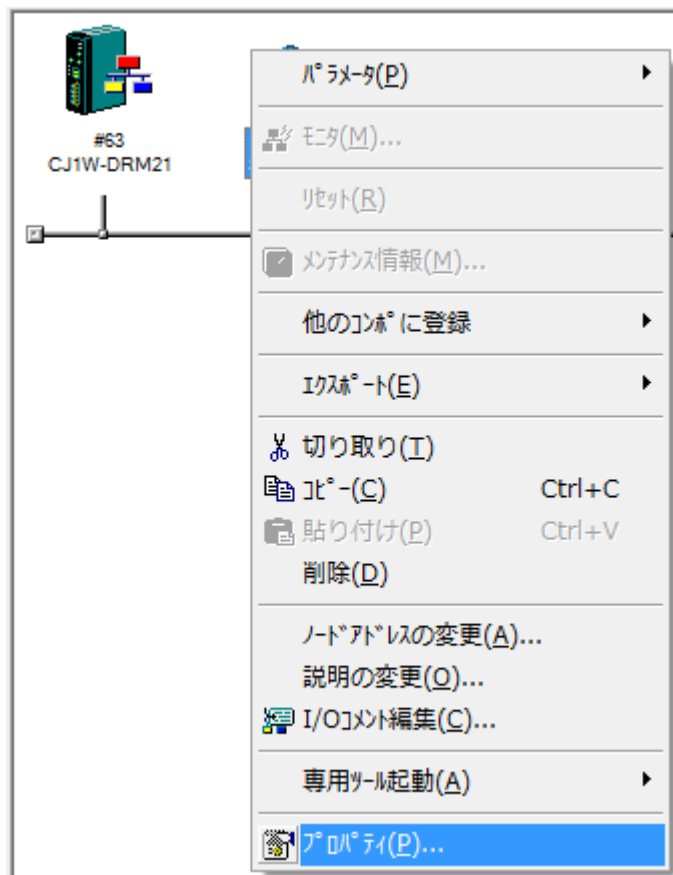 #63
CJ1W-DRM21
ﾊﾟﾗﾒｰﾀ(P)
ﾓﾆﾀ(M)...
ﾘｾｯﾄ(R)
ﾒﾝﾃﾅﾝｽ情報(M)...
他のｺﾝﾎﾟに登録
ｴｸｽﾎﾟｰﾄ(E)
切り取り(T)
ｺﾋﾟｰ(C) Ctrl+C
貼り付け(P) Ctrl+V
削除(D)
ﾉｰﾄﾞｱﾄﾞﾚｽの変更(A)...
説明の変更(O)...
I/Oｺﾒﾝﾄ編集(C)...
専用ﾂｰﾙ起動(A)
ﾌﾟﾛﾊﾟﾃｨ(P)...